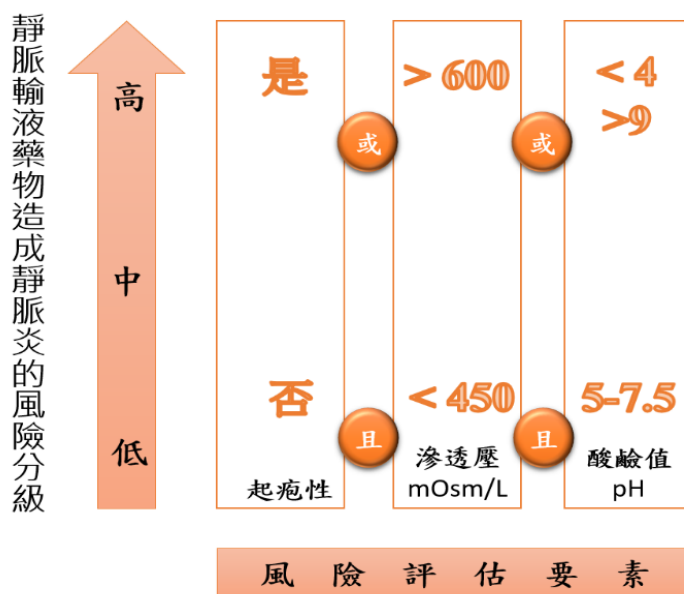 靜脈輸液藥物造成靜脈炎的風險分級
高
中
低
是
或
> 600
或
< 4
>9
否
且
< 450
且
5-7.5
起疱性
滲透壓
mOsm/L
酸鹼值
pH
風險評估要素